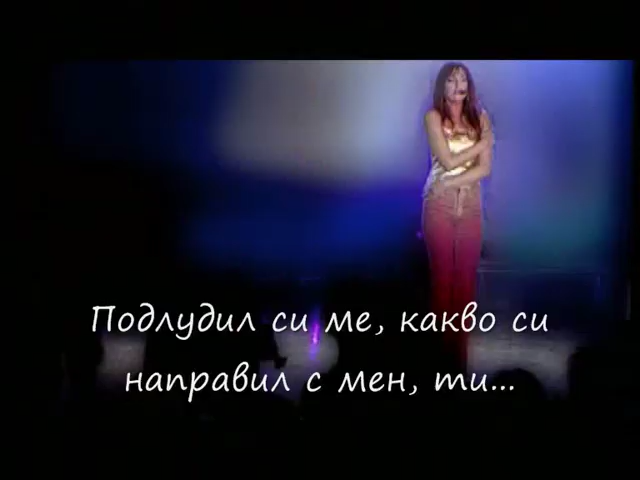 Подлудил си ме, какво си
направил с мен, ти...